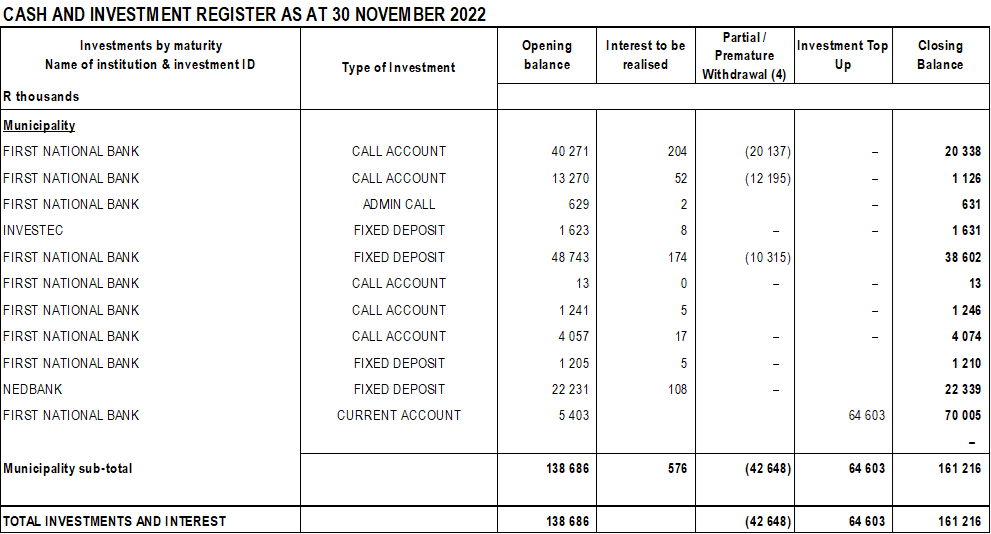 CASH AND INVESTMENT REGISTER AS AT 30 NOVEMBER 2022
Investments by maturity
Name of institution & investment ID
Type of Investment
Opening
balance
Interest to be
realised
Partial /
Premature
Withdrawal (4)
Investment Top
Up
Closing
Balance
R thousands
Municipality
FIRST NATIONAL BANK CALL ACCOUNT 40 271 204 (20 137) – 20 338
FIRST NATIONAL BANK CALL ACCOUNT 13 270 52 (12 195) – 1 126
FIRST NATIONAL BANK ADMIN CALL 629 2 – 631
INVESTEC FIXED DEPOSIT 1 623 8 – – 1 631
FIRST NATIONAL BANK FIXED DEPOSIT 48 743 174 (10 315) 38 602
FIRST NATIONAL BANK CALL ACCOUNT 13 0 – – 13
FIRST NATIONAL BANK CALL ACCOUNT 1 241 5 – 1 246
FIRST NATIONAL BANK CALL ACCOUNT 4 057 17 – – 4 074
FIRST NATIONAL BANK FIXED DEPOSIT 1 205 5 – 1 210
NEDBANK FIXED DEPOSIT 22 231 108 – 22 339
FIRST NATIONAL BANK CURRENT ACCOUNT 5 403 64 603 70 005
–
Municipality sub-total 138 686 576 (42 648) 64 603 161 216
TOTAL INVESTMENTS AND INTEREST 138 686 (42 648) 64 603 161 216